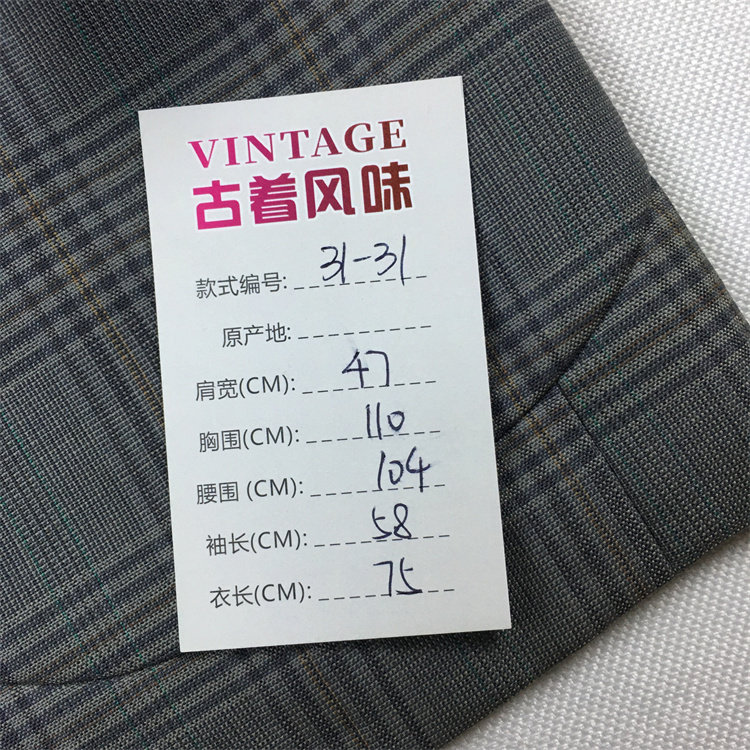 VINTAGE
古着风味
款式编号: 31-31
原产地:
肩宽(CM): 47
胸围(CM): 110
腰围 (CM): 104
袖长(CM): 58
衣长(CM): 75